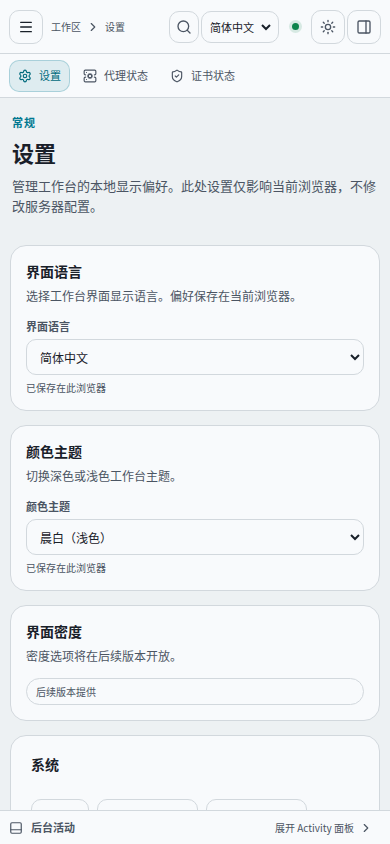 工作区 设置 简体中文
设置 代理状态 证书状态
常规
设置
管理工作台的本地显示偏好。此处设置仅影响当前浏览器，不修
改服务器配置。
界面语言
选择工作台界面显示语言。偏好保存在当前浏览器。
界面语言
简体中文
已保存在此浏览器
颜色主题
切换深色或浅色工作台主题。
颜色主题
晨白（浅色）
已保存在此浏览器
界面密度
密度选项将在后续版本开放。
后续版本提供
系统
后台活动 展开 Activity 面板